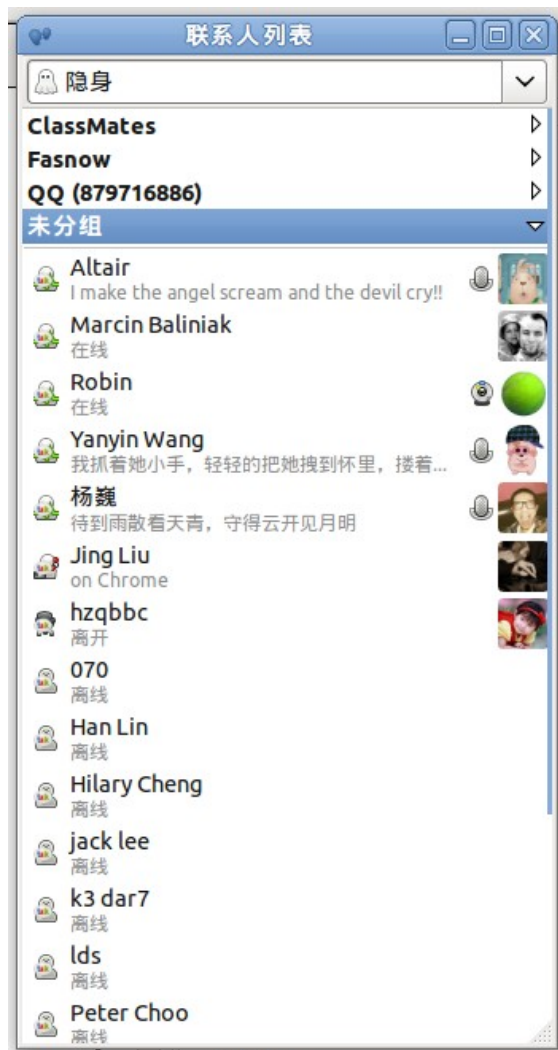 联系人列表
隐身
ClassMates
Fasnow
QQ (879716886)
未分组
Altair
I make the angel scream and the devil cry!!
Marcin Baliniak
在线
Robin
在线
Yanyin Wang
我抓着她小手，轻轻的把她拽到怀里，搂着...
杨巍
待到雨散看天青，守得云开见月明
Jing Liu
on Chrome
hzqbbc
离开
070
离线
Han Lin
离线
Hilary Cheng
离线
jack lee
离线
k3 dar7
离线
lds
离线
Peter Choo
离线